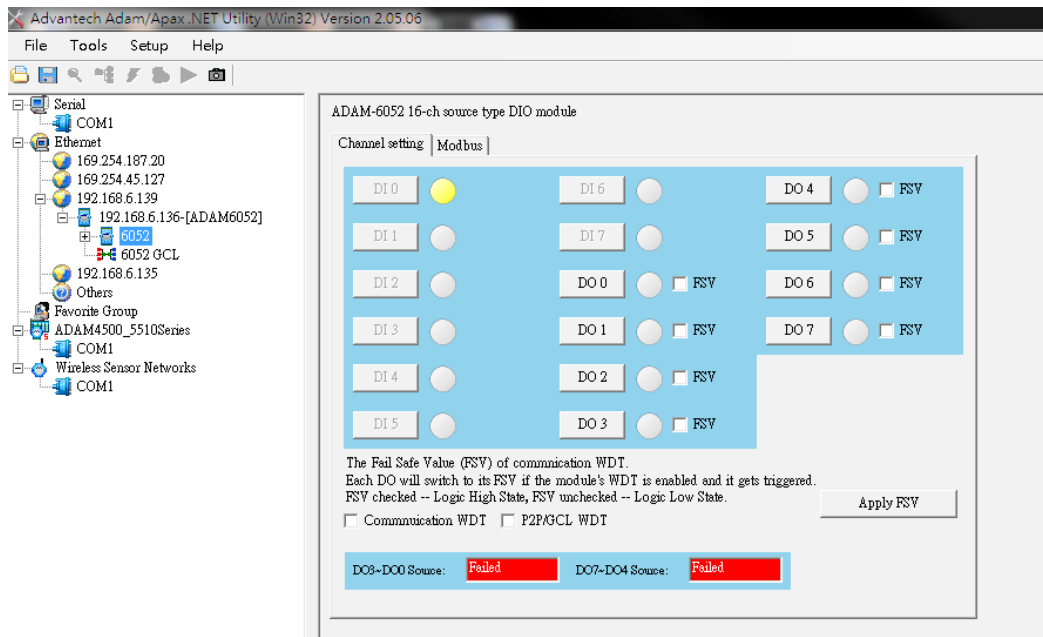 Advantech Adam/Apax .NET Utility (Win32) Version 2.05.06
File Tools Setup Help
Serial
COM1
Ethernet
169.254.187.20
169.254.45.127
192.168.6.139
192.168.6.136-[ADAM6052]
6052
6052 GCL
192.168.6.135
Others
Favorite Group
ADAM4500_5510Series
COM1
Wireless Sensor Networks
COM1
ADAM-6052 16-ch source type DIO module
Channel setting Modbus
DI 0 DI 6 DO 4 FSV
DI 1 DI 7 DO 5 FSV
DI 2 DO 0 FSV DO 6 FSV
DI 3 DO 1 FSV DO 7 FSV
DI 4 DO 2 FSV
DI 5 DO 3 FSV
The Fail Safe Value (FSV) of commnication WDT.
Each DO will switch to its FSV if the module's WDT is enabled and it gets triggered.
FSV checked -- Logic High State, FSV unchecked -- Logic Low State.
Apply FSV
Commnuication WDT P2P/GCL WDT
DO3~DO0 Source: Failed DO7~DO4 Source: Failed